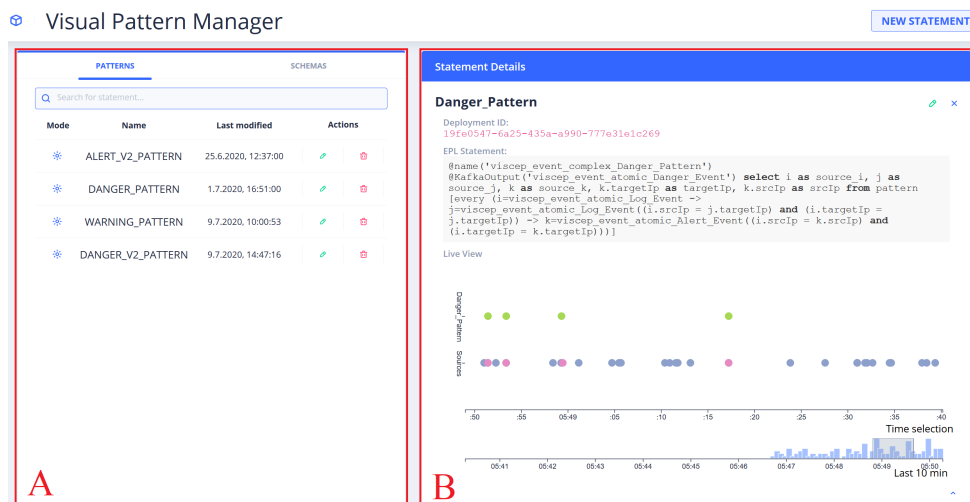 Visual Pattern Manager
NEW STATEMENT
PATTERNS SCHEMAS
Search for statement...
Mode Name Last modified Actions
ALERT_V2_PATTERN 25.6.2020, 12:37:00
DANGER_PATTERN 1.7.2020, 16:51:00
WARNING_PATTERN 9.7.2020, 10:00:53
DANGER_V2_PATTERN 9.7.2020, 14:47:16
A
Statement Details
Danger_Pattern
Deployment ID:
19fe0547-6a25-435a-a990-777e31e1c269
EPL Statement:
@name('viscep_event_complex_Danger_Pattern')
@KafkaOutput('viscep_event_atomic_Danger_Event') select i as source_i, j as
source_j, k as source_k, k.targetIp as targetIp, k.srcIp as srcIp from pattern
[every (i=viscep_event_atomic_Log_Event ->
j=viscep_event_atomic_Log_Event((i.srcIp = j.targetIp) and (i.targetIp =
j.targetIp)) -> k=viscep_event_atomic_Alert_Event((i.srcIp = k.srcIp) and
(i.targetIp = k.targetIp)))]
Live View
Danger_Pattern
Sources
:50 :55 05:49 :05 :10 :15 :20 :25 :30 :35 :40
Time selection
05:41 05:42 05:43 05:44 05:45 05:46 05:47 05:48 05:49 05:50
Last 10 min
B